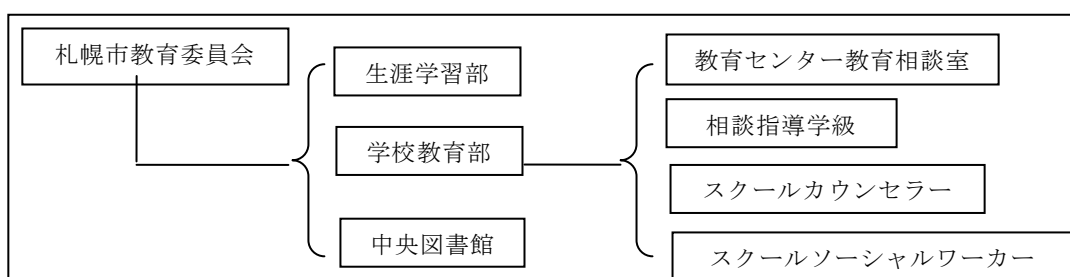 札幌市教育委員会
生涯学習部
学校教育部
中央図書館
教育センター教育相談室
相談指導学級
スクールカウンセラー
スクールソーシャルワーカー